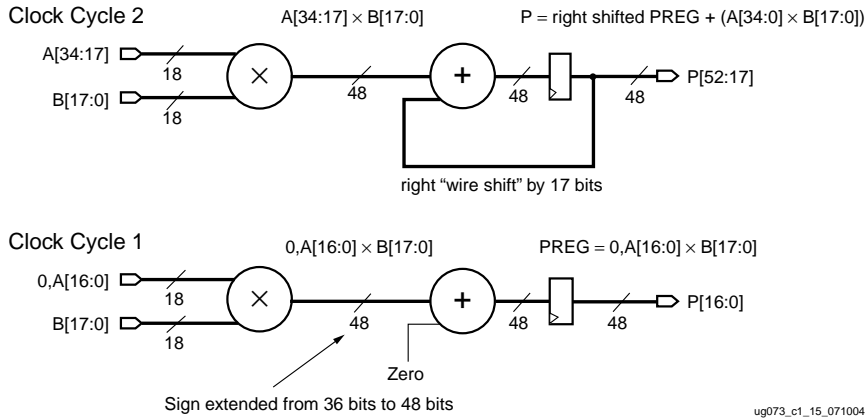 Clock Cycle 2
A[34:17] × B[17:0]
P = right shifted PREG + (A[34:0] × B[17:0])
A[34:17]
18
×
48
+
48
48
P[52:17]
B[17:0]
18
right “wire shift” by 17 bits
Clock Cycle 1
0,A[16:0] × B[17:0]
PREG = 0,A[16:0] × B[17:0]
0,A[16:0]
18
×
48
+
48
48
P[16:0]
B[17:0]
18
Zero
Sign extended from 36 bits to 48 bits
ug073_c1_15_071004